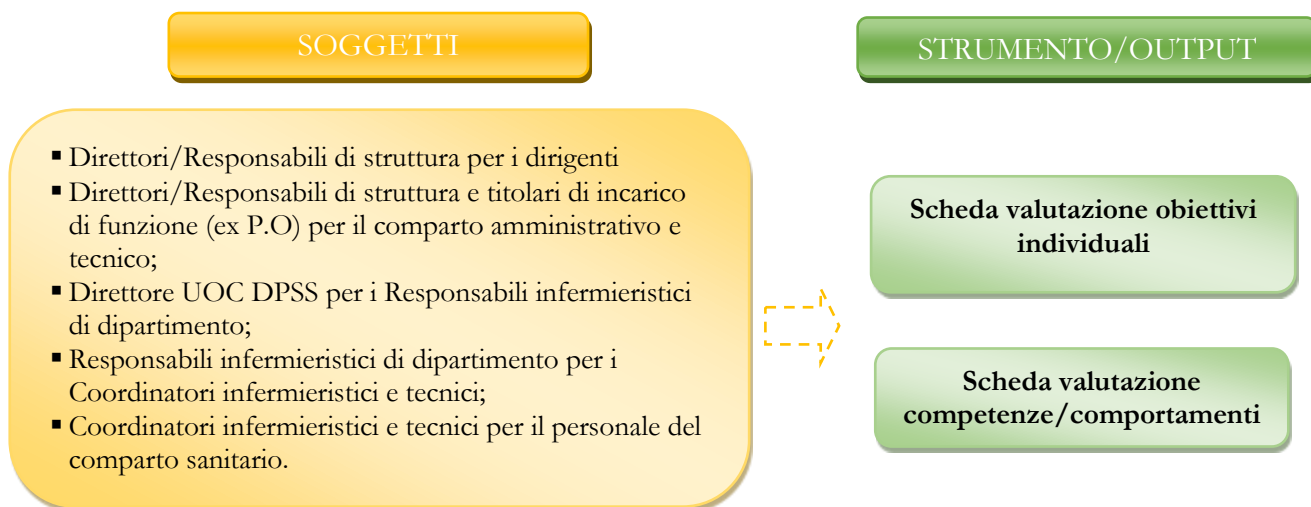 SOGGETTI
STRUMENTO/OUTPUT
▪ Direttori/Responsabili di struttura per i dirigenti
▪ Direttori/Responsabili di struttura e titolari di incarico
di funzione (ex P.O) per il comparto amministrativo e
tecnico;
▪ Direttore UOC DPSS per i Responsabili infermieristici
di dipartimento;
▪ Responsabili infermieristici di dipartimento per i
Coordinatori infermieristici e tecnici;
▪ Coordinatori infermieristici e tecnici per il personale del
comparto sanitario.
Scheda valutazione obiettivi
individuali
Scheda valutazione
competenze/comportamenti